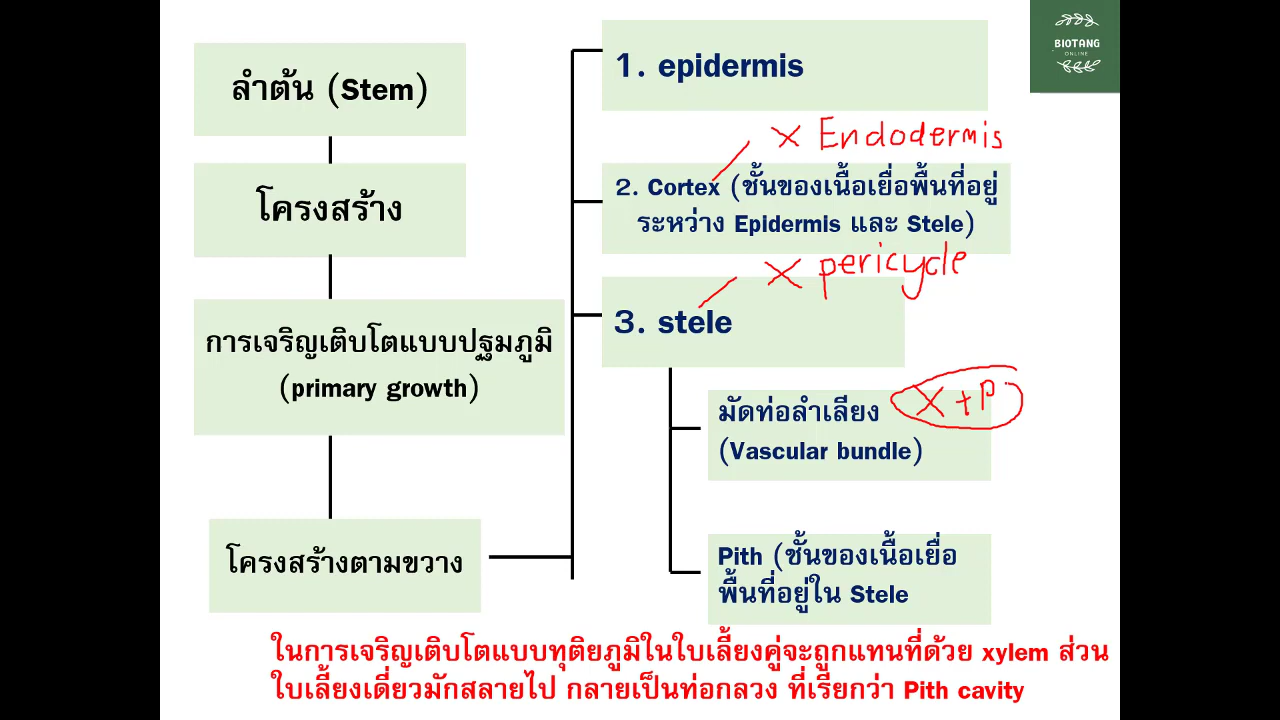 ลำต้น (Stem)
โครงสร้าง
การเจริญเติบโตแบบปฐมภูมิ
(primary growth)
โครงสร้างตามขวาง
1. epidermis
X Endodermis
2. Cortex (ชั้นของเนื้อเยื่อพื้นที่อยู่
ระหว่าง Epidermis และ Stele)
X pericycle
3. stele
มัดท่อลำเลียง X + P
(Vascular bundle)
Pith (ชั้นของเนื้อเยื่อ
พื้นที่อยู่ใน Stele
ในการเจริญเติบโตแบบทุติยภูมิในใบเลี้ยงคู่จะถูกแทนที่ด้วย xylem ส่วน
ใบเลี้ยงเดี่ยวมักสลายไป กลายเป็นท่อกลวง ที่เรียกว่า Pith cavity
BIOTANG
ONLINE